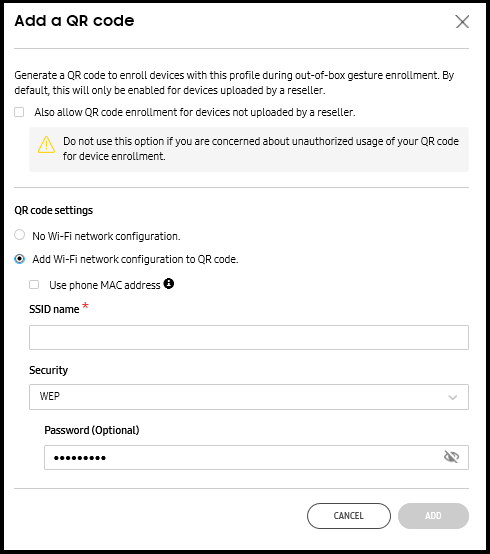 Add a QR code
Generate a QR code to enroll devices with this profile during out-of-box gesture enrollment. By
default, this will only be enabled for devices uploaded by a reseller.
Also allow QR code enrollment for devices not uploaded by a reseller.
Do not use this option if you are concerned about unauthorized usage of your QR code
for device enrollment.
QR code settings
No Wi-Fi network configuration.
Add Wi-Fi network configuration to QR code.
Use phone MAC address
SSID name *
Security
WEP
Password (Optional)
•••••••••
CANCEL
ADD